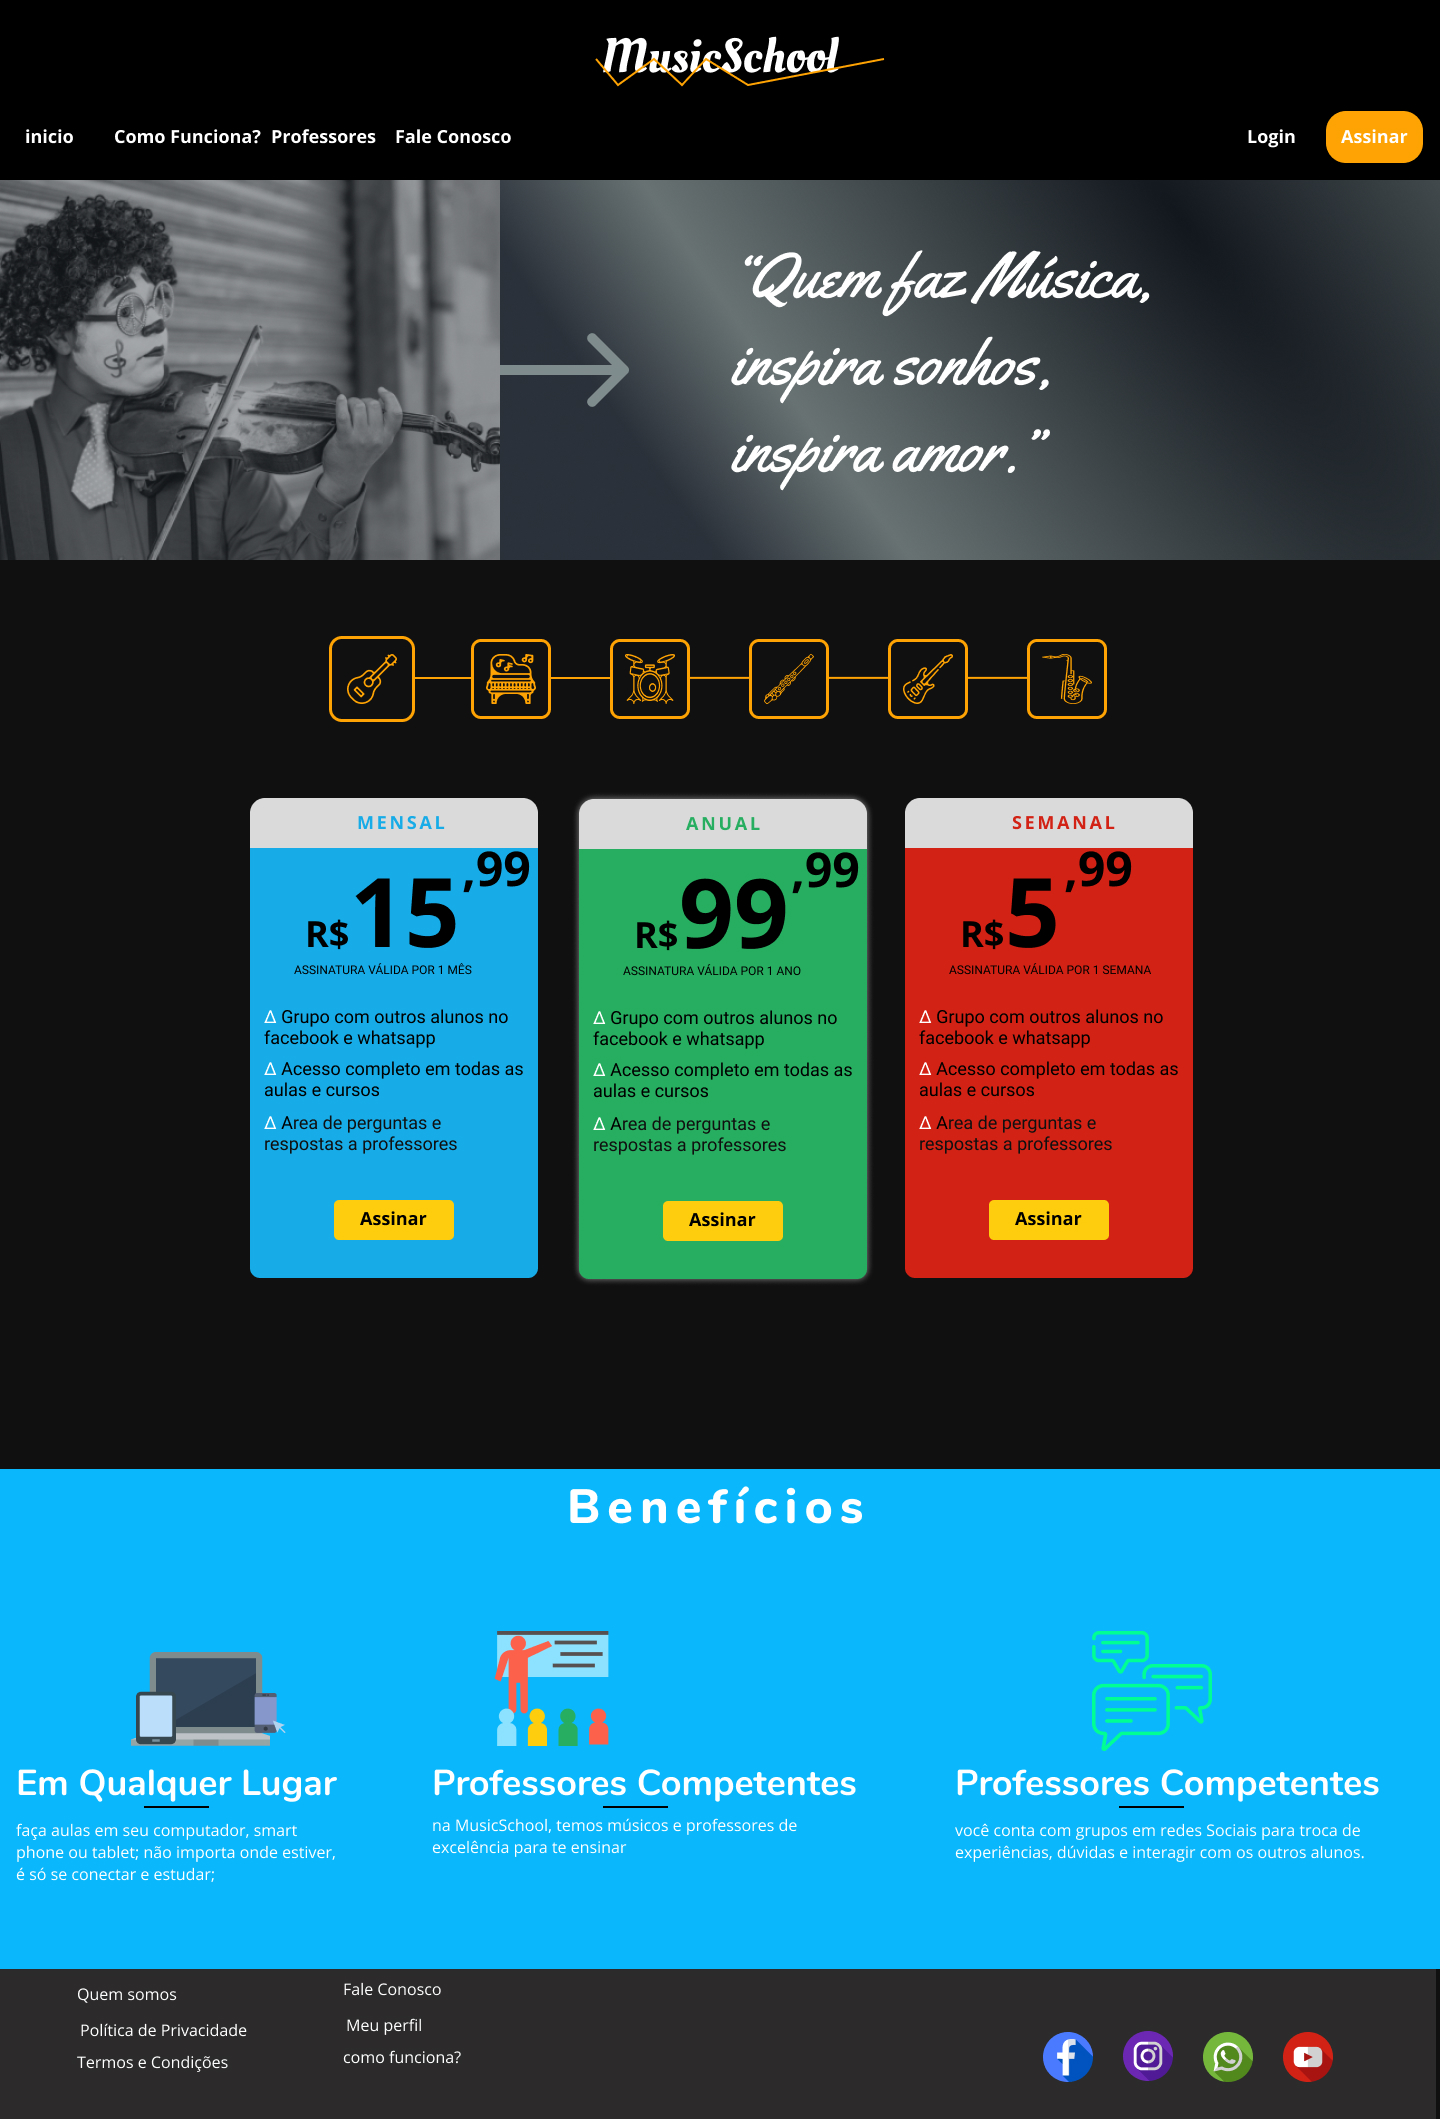 MusicSchool
inicio Como Funciona? Professores Fale Conosco Login Assinar
“Quem faz Música,
inspira sonhos,
inspira amor.”
MENSAL
R$ 15 ,99
ASSINATURA VÁLIDA POR 1 MÊS
Δ Grupo com outros alunos no
facebook e whatsapp
Δ Acesso completo em todas as
aulas e cursos
Δ Area de perguntas e
respostas a professores
Assinar
ANUAL
R$ 99 ,99
ASSINATURA VÁLIDA POR 1 ANO
Δ Grupo com outros alunos no
facebook e whatsapp
Δ Acesso completo em todas as
aulas e cursos
Δ Area de perguntas e
respostas a professores
Assinar
SEMANAL
R$ 5 ,99
ASSINATURA VÁLIDA POR 1 SEMANA
Δ Grupo com outros alunos no
facebook e whatsapp
Δ Acesso completo em todas as
aulas e cursos
Δ Area de perguntas e
respostas a professores
Assinar
Benefícios
Em Qualquer Lugar
faça aulas em seu computador, smart
phone ou tablet; não importa onde estiver,
é só se conectar e estudar;
Professores Competentes
na MusicSchool, temos músicos e professores de
excelência para te ensinar
Professores Competentes
você conta com grupos em redes Sociais para troca de
experiências, dúvidas e interagir com os outros alunos.
Quem somos
Política de Privacidade
Termos e Condições
Fale Conosco
Meu perfil
como funciona?